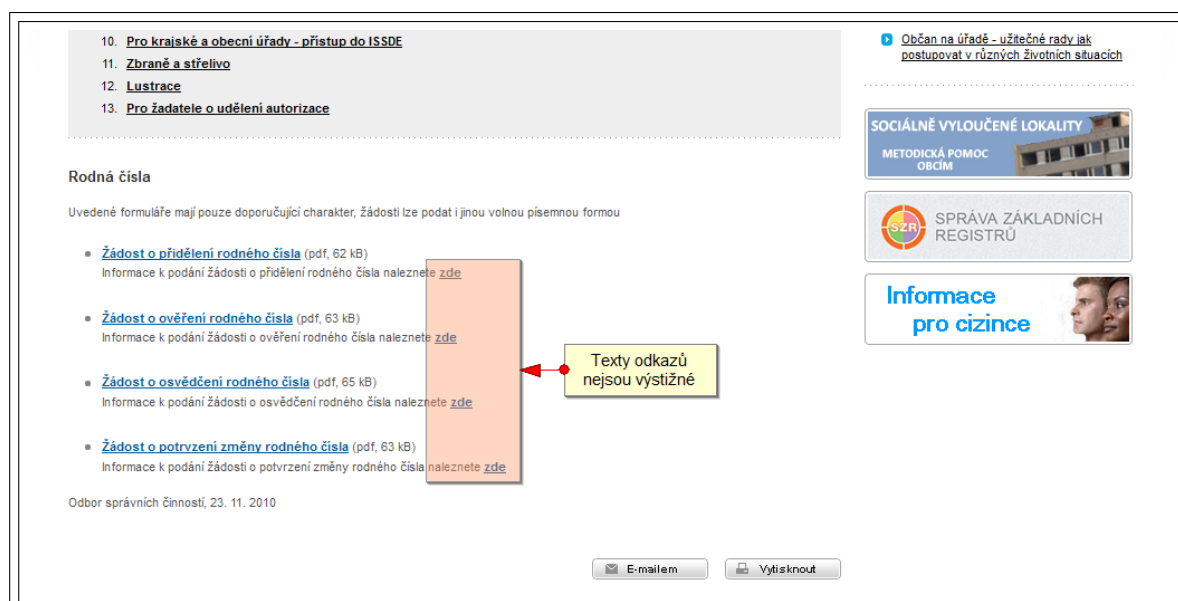 10. Pro krajské a obecní úřady - přístup do ISSDE
11. Zbraně a střelivo
12. Lustrace
13. Pro žadatele o udělení autorizace
Rodná čísla
Uvedené formuláře mají pouze doporučující charakter, žádosti lze podat i jinou volnou písemnou formou
Žádost o přidělení rodného čísla (pdf, 62 kB)
Informace k podání žádosti o přidělení rodného čísla naleznete zde
Žádost o ověření rodného čísla (pdf, 63 kB)
Informace k podání žádosti o ověření rodného čísla naleznete zde
Žádost o osvědčení rodného čísla (pdf, 65 kB)
Informace k podání žádosti o osvědčení rodného čísla naleznete zde
Žádost o potvrzení změny rodného čísla (pdf, 63 kB)
Informace k podání žádosti o potvrzení změny rodného čísla naleznete zde
Odbor správních činností, 23. 11. 2010
Texty odkazů
nejsou výstižné
E-mailem
Vytisknout
Občan na úřadě - užitečné rady jak
postupovat v různých životních situacích
SOCIÁLNĚ VYLOUČENÉ LOKALITY
METODICKÁ POMOC
OBCÍM
SZR
SPRÁVA ZÁKLADNÍCH
REGISTRŮ
Informace
pro cizince